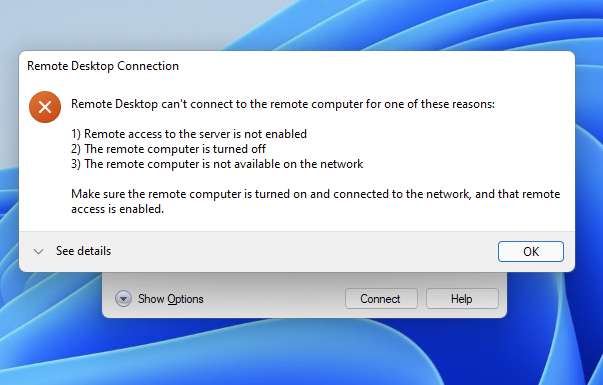 Remote Desktop Connection
Remote Desktop can't connect to the remote computer for one of these reasons:
1) Remote access to the server is not enabled
2) The remote computer is turned off
3) The remote computer is not available on the network
Make sure the remote computer is turned on and connected to the network, and that remote
access is enabled.
See details
OK
Show Options
Connect
Help